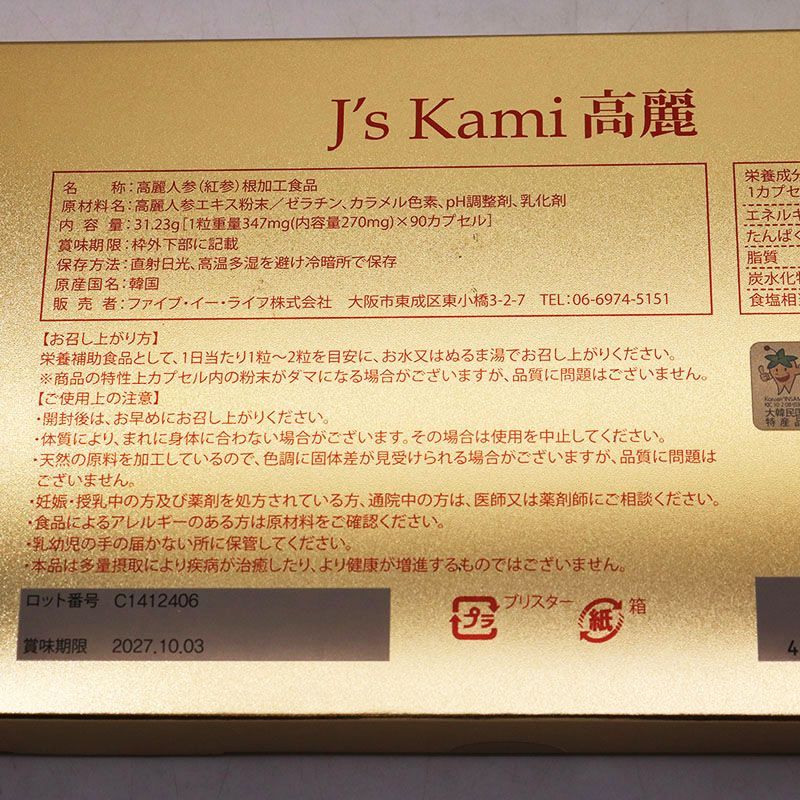 J's Kami 高麗
名 称:高麗人参(紅参)根加工食品
原材料名:高麗人参エキス粉末/ゼラチン、カラメル色素、pH調整剤、乳化剤
内 容 量:31.23g[1粒重量347mg(内容量270mg)×90カプセル]
賞味期限:枠外下部に記載
保存方法:直射日光、高温多湿を避け冷暗所で保存
原産国名:韓国
販 売 者:ファイブ・イー・ライフ株式会社 大阪市東成区東小橋3-2-7 TEL:06-6974-5151
栄養成分
1カプセ
エネルギ
たんぱく
脂質
炭水化物
食塩相
【お召し上がり方】
栄養補助食品として、1日当たり1粒〜2粒を目安に、お水又はぬるま湯でお召し上がりください。
※商品の特性上カプセル内の粉末がダマになる場合がございますが、品質に問題はございません。
【ご使用上の注意】
・開封後は、お早めにお召し上がりください。
・体質により、まれに身体に合わない場合がございます。その場合は使用を中止してください。
・天然の原料を加工しているので、色調に固体差が見受けられる場合がございますが、品質に問題は
ございません。
・妊娠・授乳中の方及び薬剤を処方されている方、通院中の方は、医師又は薬剤師にご相談ください。
・食品によるアレルギーのある方は原材料をご確認ください。
・乳幼児の手の届かない所に保管してください。
・本品は多量摂取により疾病が治癒したり、より健康が増進するものではございません。
大韓民国
特産品
ロット番号 C1412406
賞味期限 2027.10.03
プラ
ブリスター
紙
箱
4